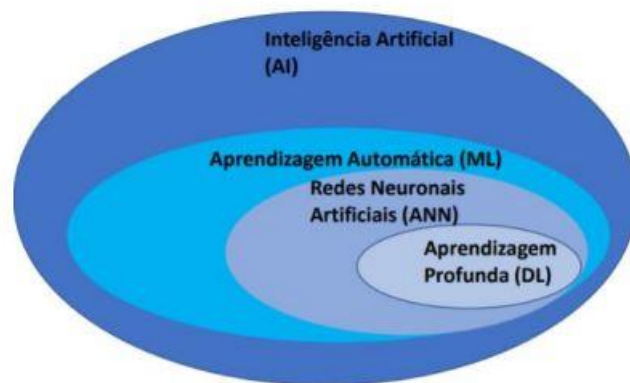 Inteligência Artificial
(AI)
Aprendizagem Automática (ML)
Redes Neuronais
Artificiais (ANN)
Aprendizagem
Profunda (DL)